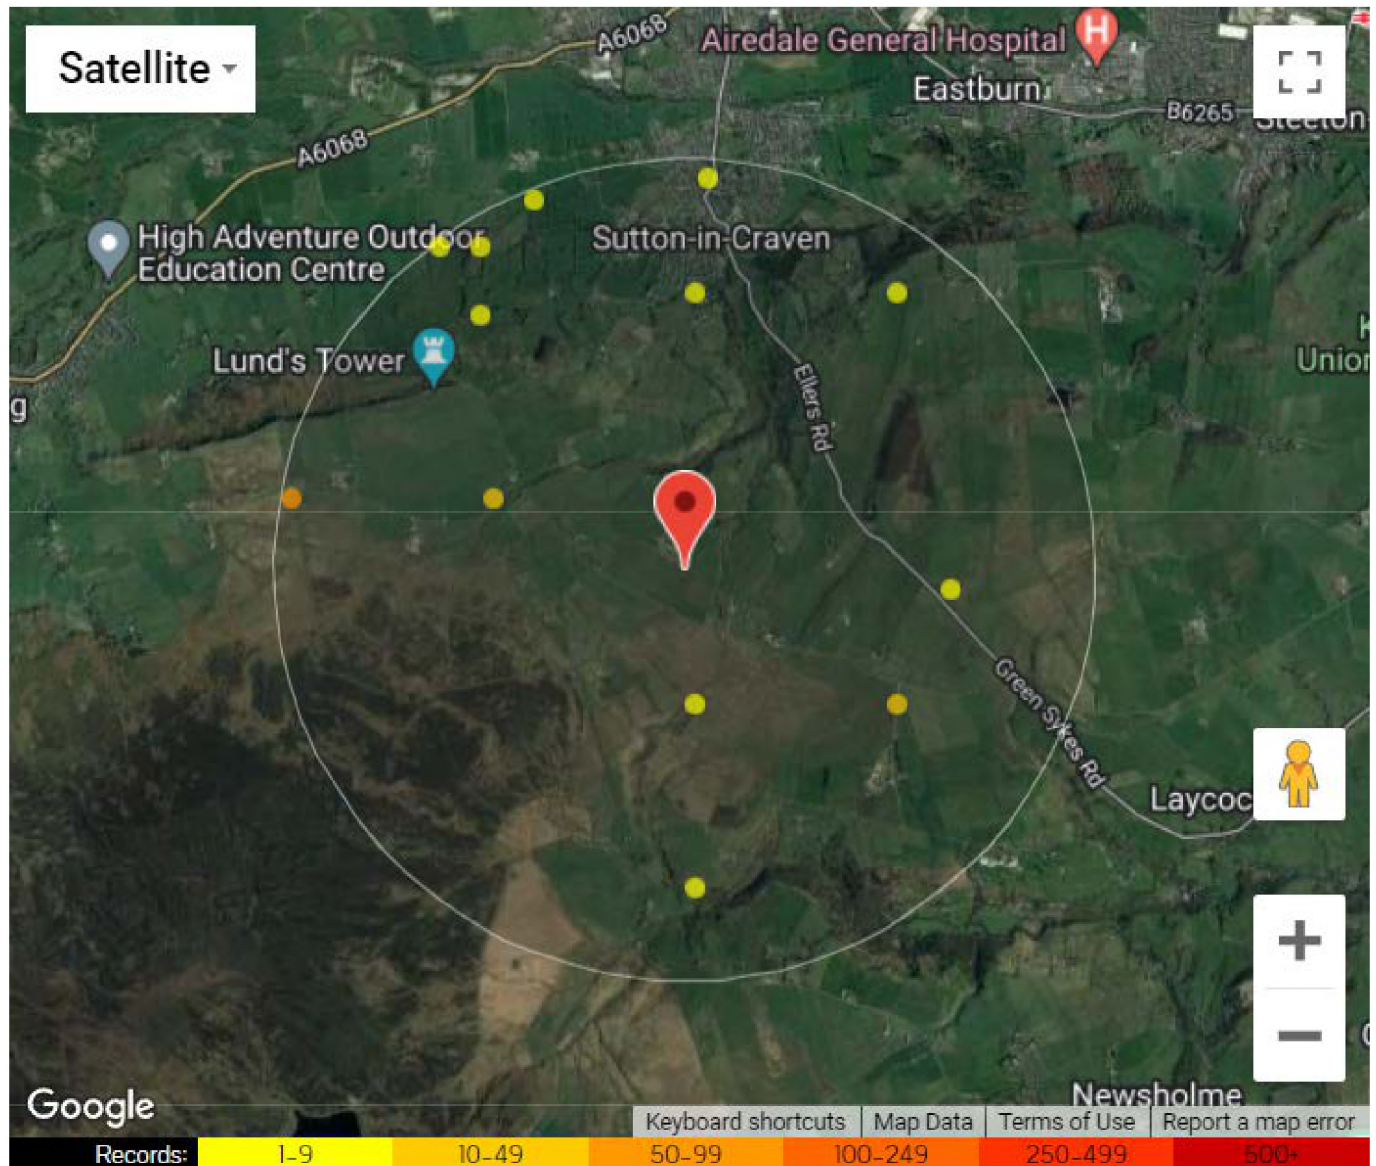 Satellite
A6068
Airedale General Hospital
H
Eastburn
B6265
A6068
High Adventure Outdoor
Education Centre
Sutton-in-Craven
Lund's Tower
Union
g
Ellers Rd
Green Sykes Rd
Laycoc
Google
Newsholme
Keyboard shortcuts
Map Data
Terms of Use
Report a map error
Records: 1-9 10-49 50-99 100-249 250-499 500+